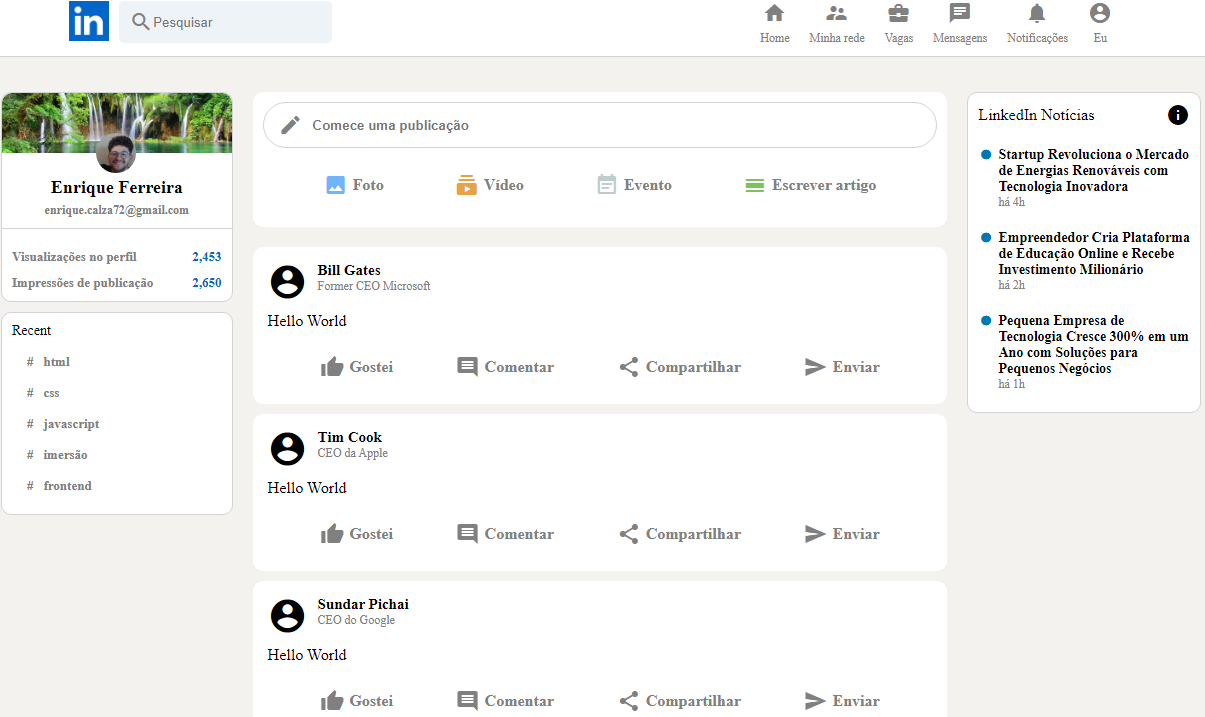 in
Pesquisar
Home
Minha rede
Vagas
Mensagens
Notificações
Eu
Enrique Ferreira
enrique.calza72@gmail.com
Visualizações no perfil 2,453
Impressões de publicação 2,650
Recent
# html
# css
# javascript
# imersão
# frontend
Comece uma publicação
Foto
Vídeo
Evento
Escrever artigo
Bill Gates
Former CEO Microsoft
Hello World
Gostei
Comentar
Compartilhar
Enviar
Tim Cook
CEO da Apple
Hello World
Gostei
Comentar
Compartilhar
Enviar
Sundar Pichai
CEO do Google
Hello World
Gostei
Comentar
Compartilhar
Enviar
LinkedIn Notícias
Startup Revoluciona o Mercado
de Energias Renováveis com
Tecnologia Inovadora
há 4h
Empreendedor Cria Plataforma
de Educação Online e Recebe
Investimento Milionário
há 2h
Pequena Empresa de
Tecnologia Cresce 300% em um
Ano com Soluções para
Pequenos Negócios
há 1h